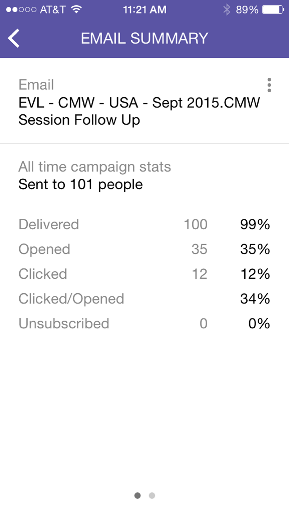 AT&T 11:21 AM 89%
EMAIL SUMMARY
Email
EVL - CMW - USA - Sept 2015.CMW
Session Follow Up
All time campaign stats
Sent to 101 people
Delivered 100 99%
Opened 35 35%
Clicked 12 12%
Clicked/Opened 34%
Unsubscribed 0 0%